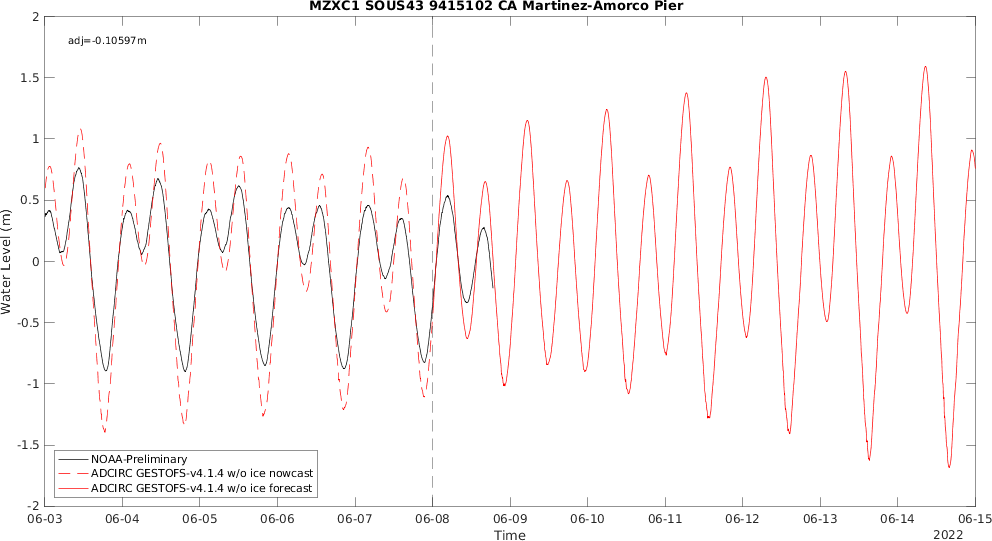 MZXC1 SOUS43 9415102 CA Martinez-Amorco Pier
adj=-0.10597m
Water Level (m)
2
1.5
1
0.5
0
-0.5
-1
-1.5
-2
NOAA-Preliminary
ADCIRC GESTOFS-v4.1.4 w/o ice nowcast
ADCIRC GESTOFS-v4.1.4 w/o ice forecast
06-03 06-04 06-05 06-06 06-07 06-08 06-09 06-10 06-11 06-12 06-13 06-14 06-15
Time
2022